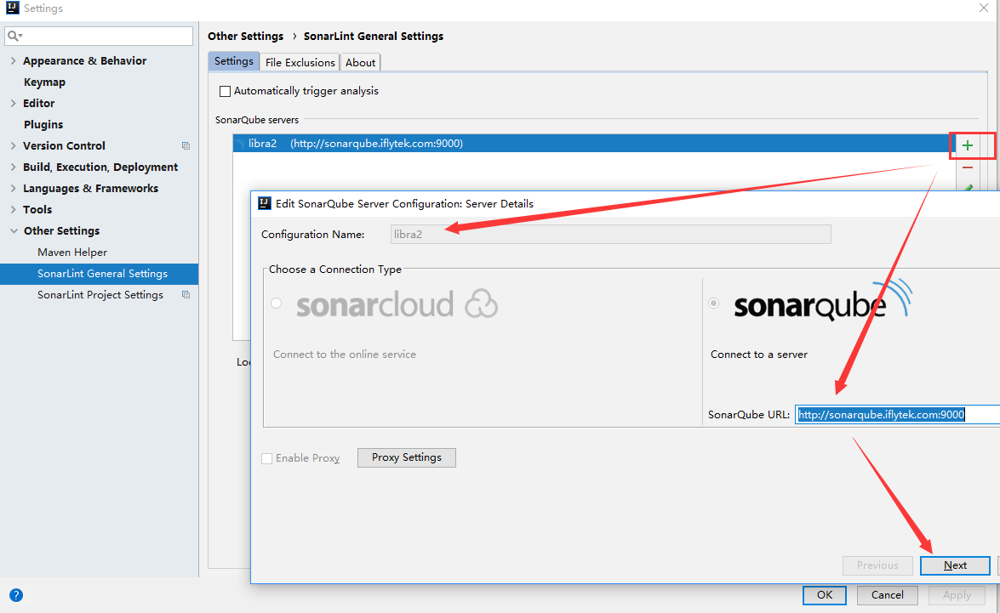 Settings
Appearance & Behavior
Keymap
Editor
Plugins
Version Control
Build, Execution, Deployment
Languages & Frameworks
Tools
Other Settings
Maven Helper
SonarLint General Settings
SonarLint Project Settings
Other Settings › SonarLint General Settings
Settings File Exclusions About
Automatically trigger analysis
SonarQube servers
libra2 (http://sonarqube.iflytek.com:9000)
Edit SonarQube Server Configuration: Server Details
Configuration Name: libra2
Choose a Connection Type
sonarcloud
Connect to the online service
sonarqube
Connect to a server
SonarQube URL: http://sonarqube.iflytek.com:9000
Enable Proxy Proxy Settings
Previous Next
OK Cancel Apply